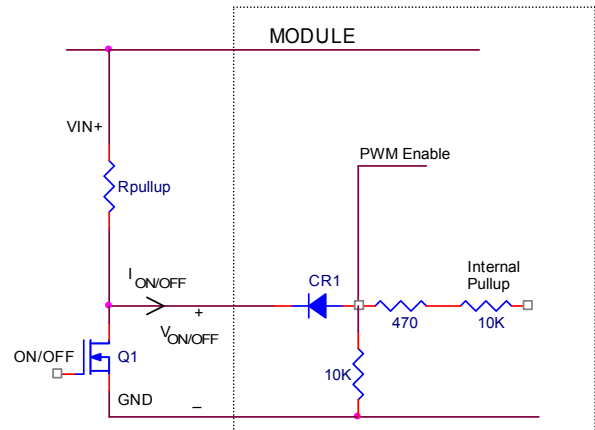 MODULE
VIN+
PWM Enable
Rpullup
I ON/OFF
CR1
Internal
Pullup
+
V ON/OFF
470
10K
ON/OFF
Q1
10K
GND
_